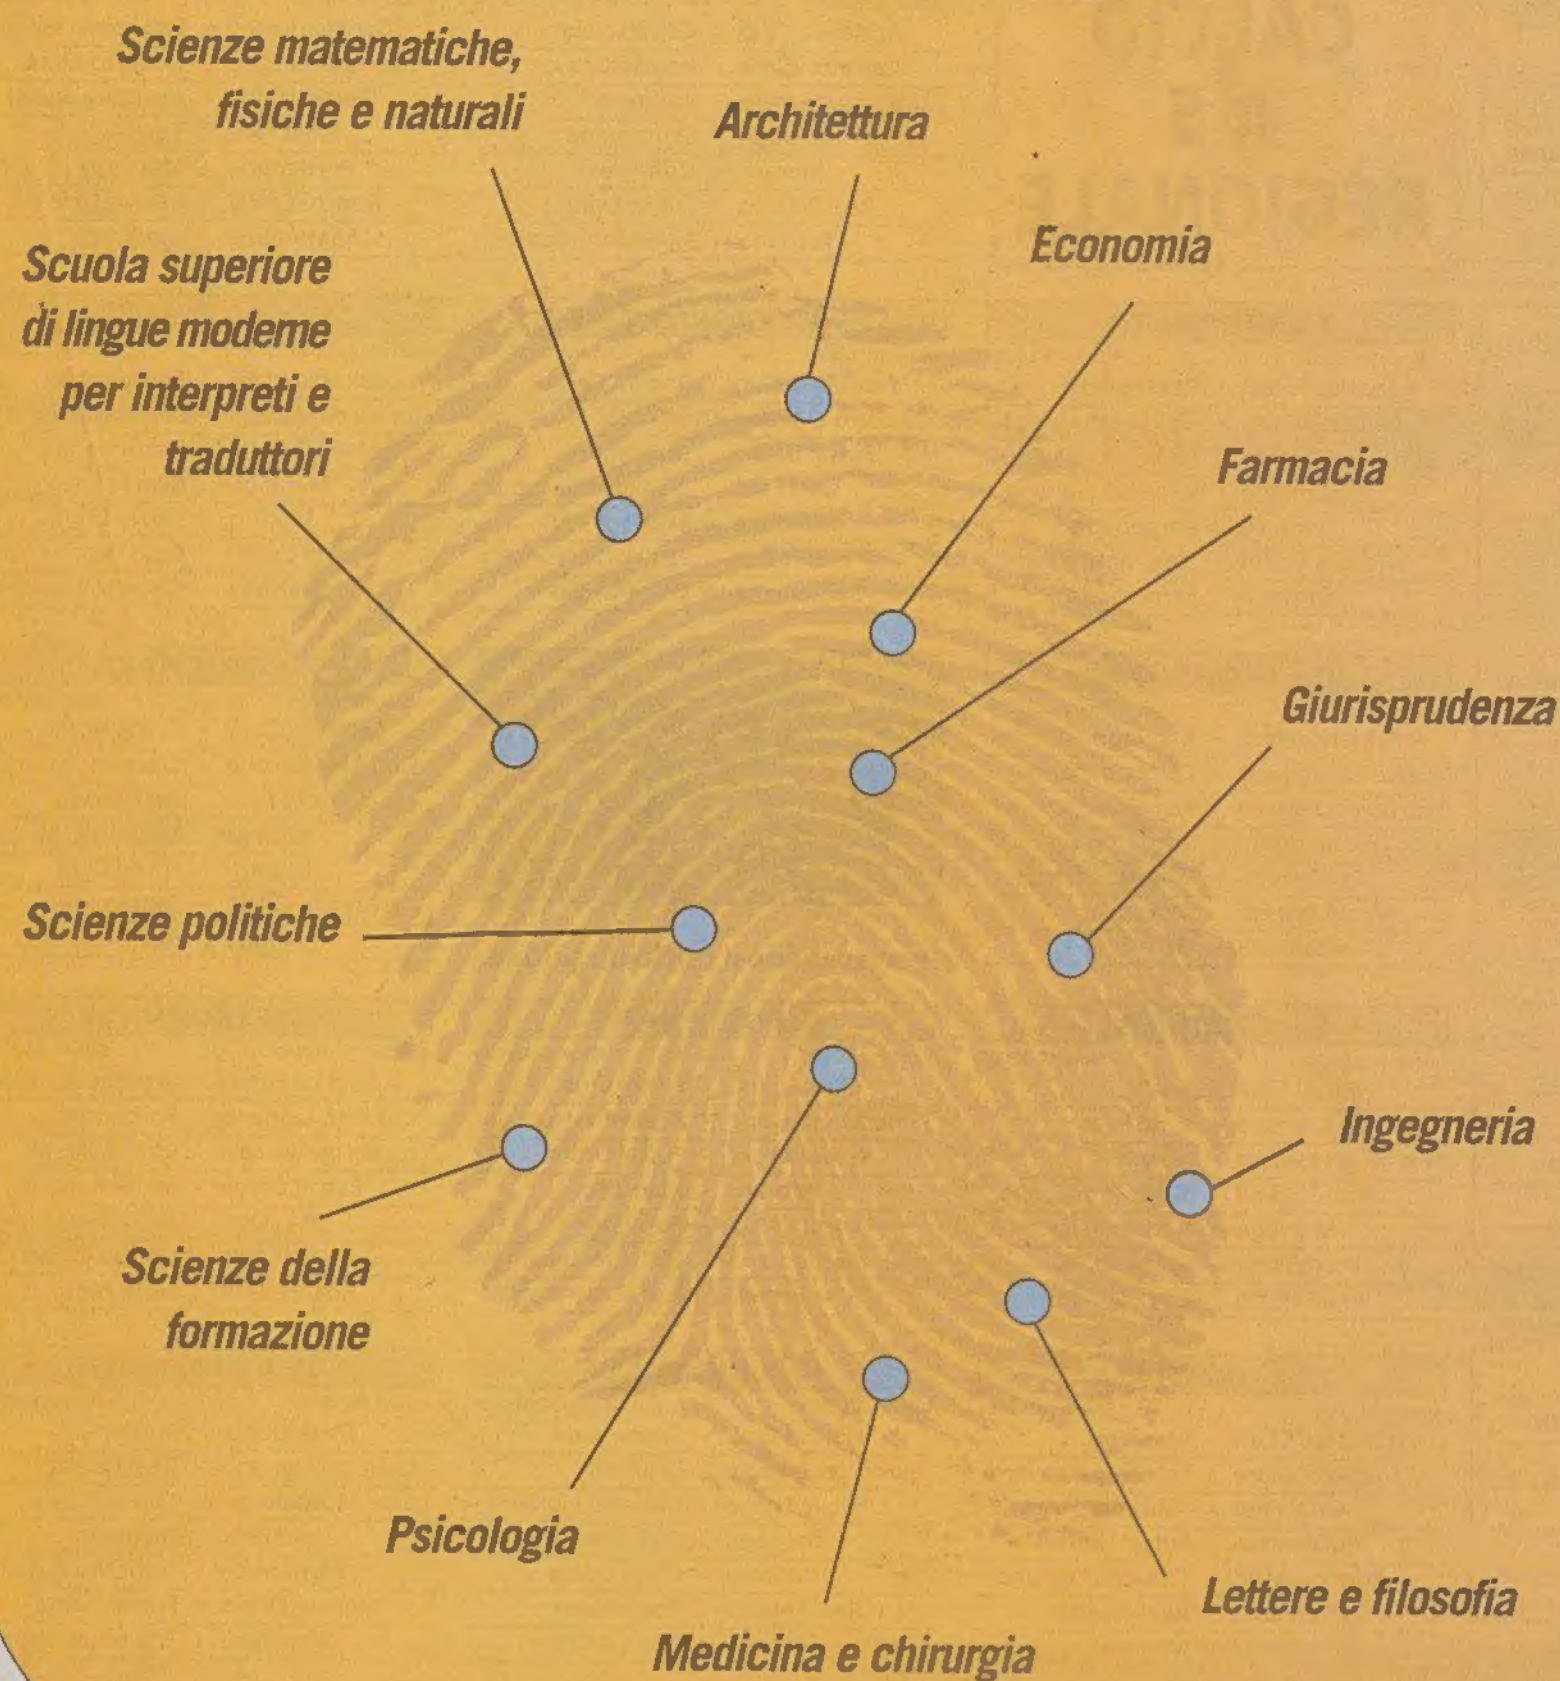 Scienze matematiche,
fisiche e naturali
Architettura
Economia
Scuola superiore
di lingue moderne
per interpreti e
traduttori
Farmacia
Giurisprudenza
Scienze politiche
Ingegneria
Scienze della
formazione
Psicologia
Lettere e filosofia
Medicina e chirurgia